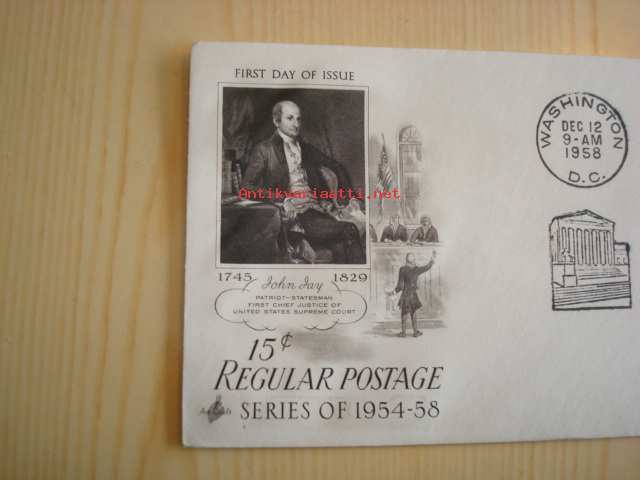 FIRST DAY OF ISSUE
Antikvariaatti.net
1745 1829
John Jay
PATRIOT-STATESMAN
FIRST CHIEF JUSTICE OF
UNITED STATES SUPREME COURT
15¢
REGULAR POSTAGE
SERIES OF 1954-58
WASHINGTON
DEC 12
9-AM
1958
D.C.